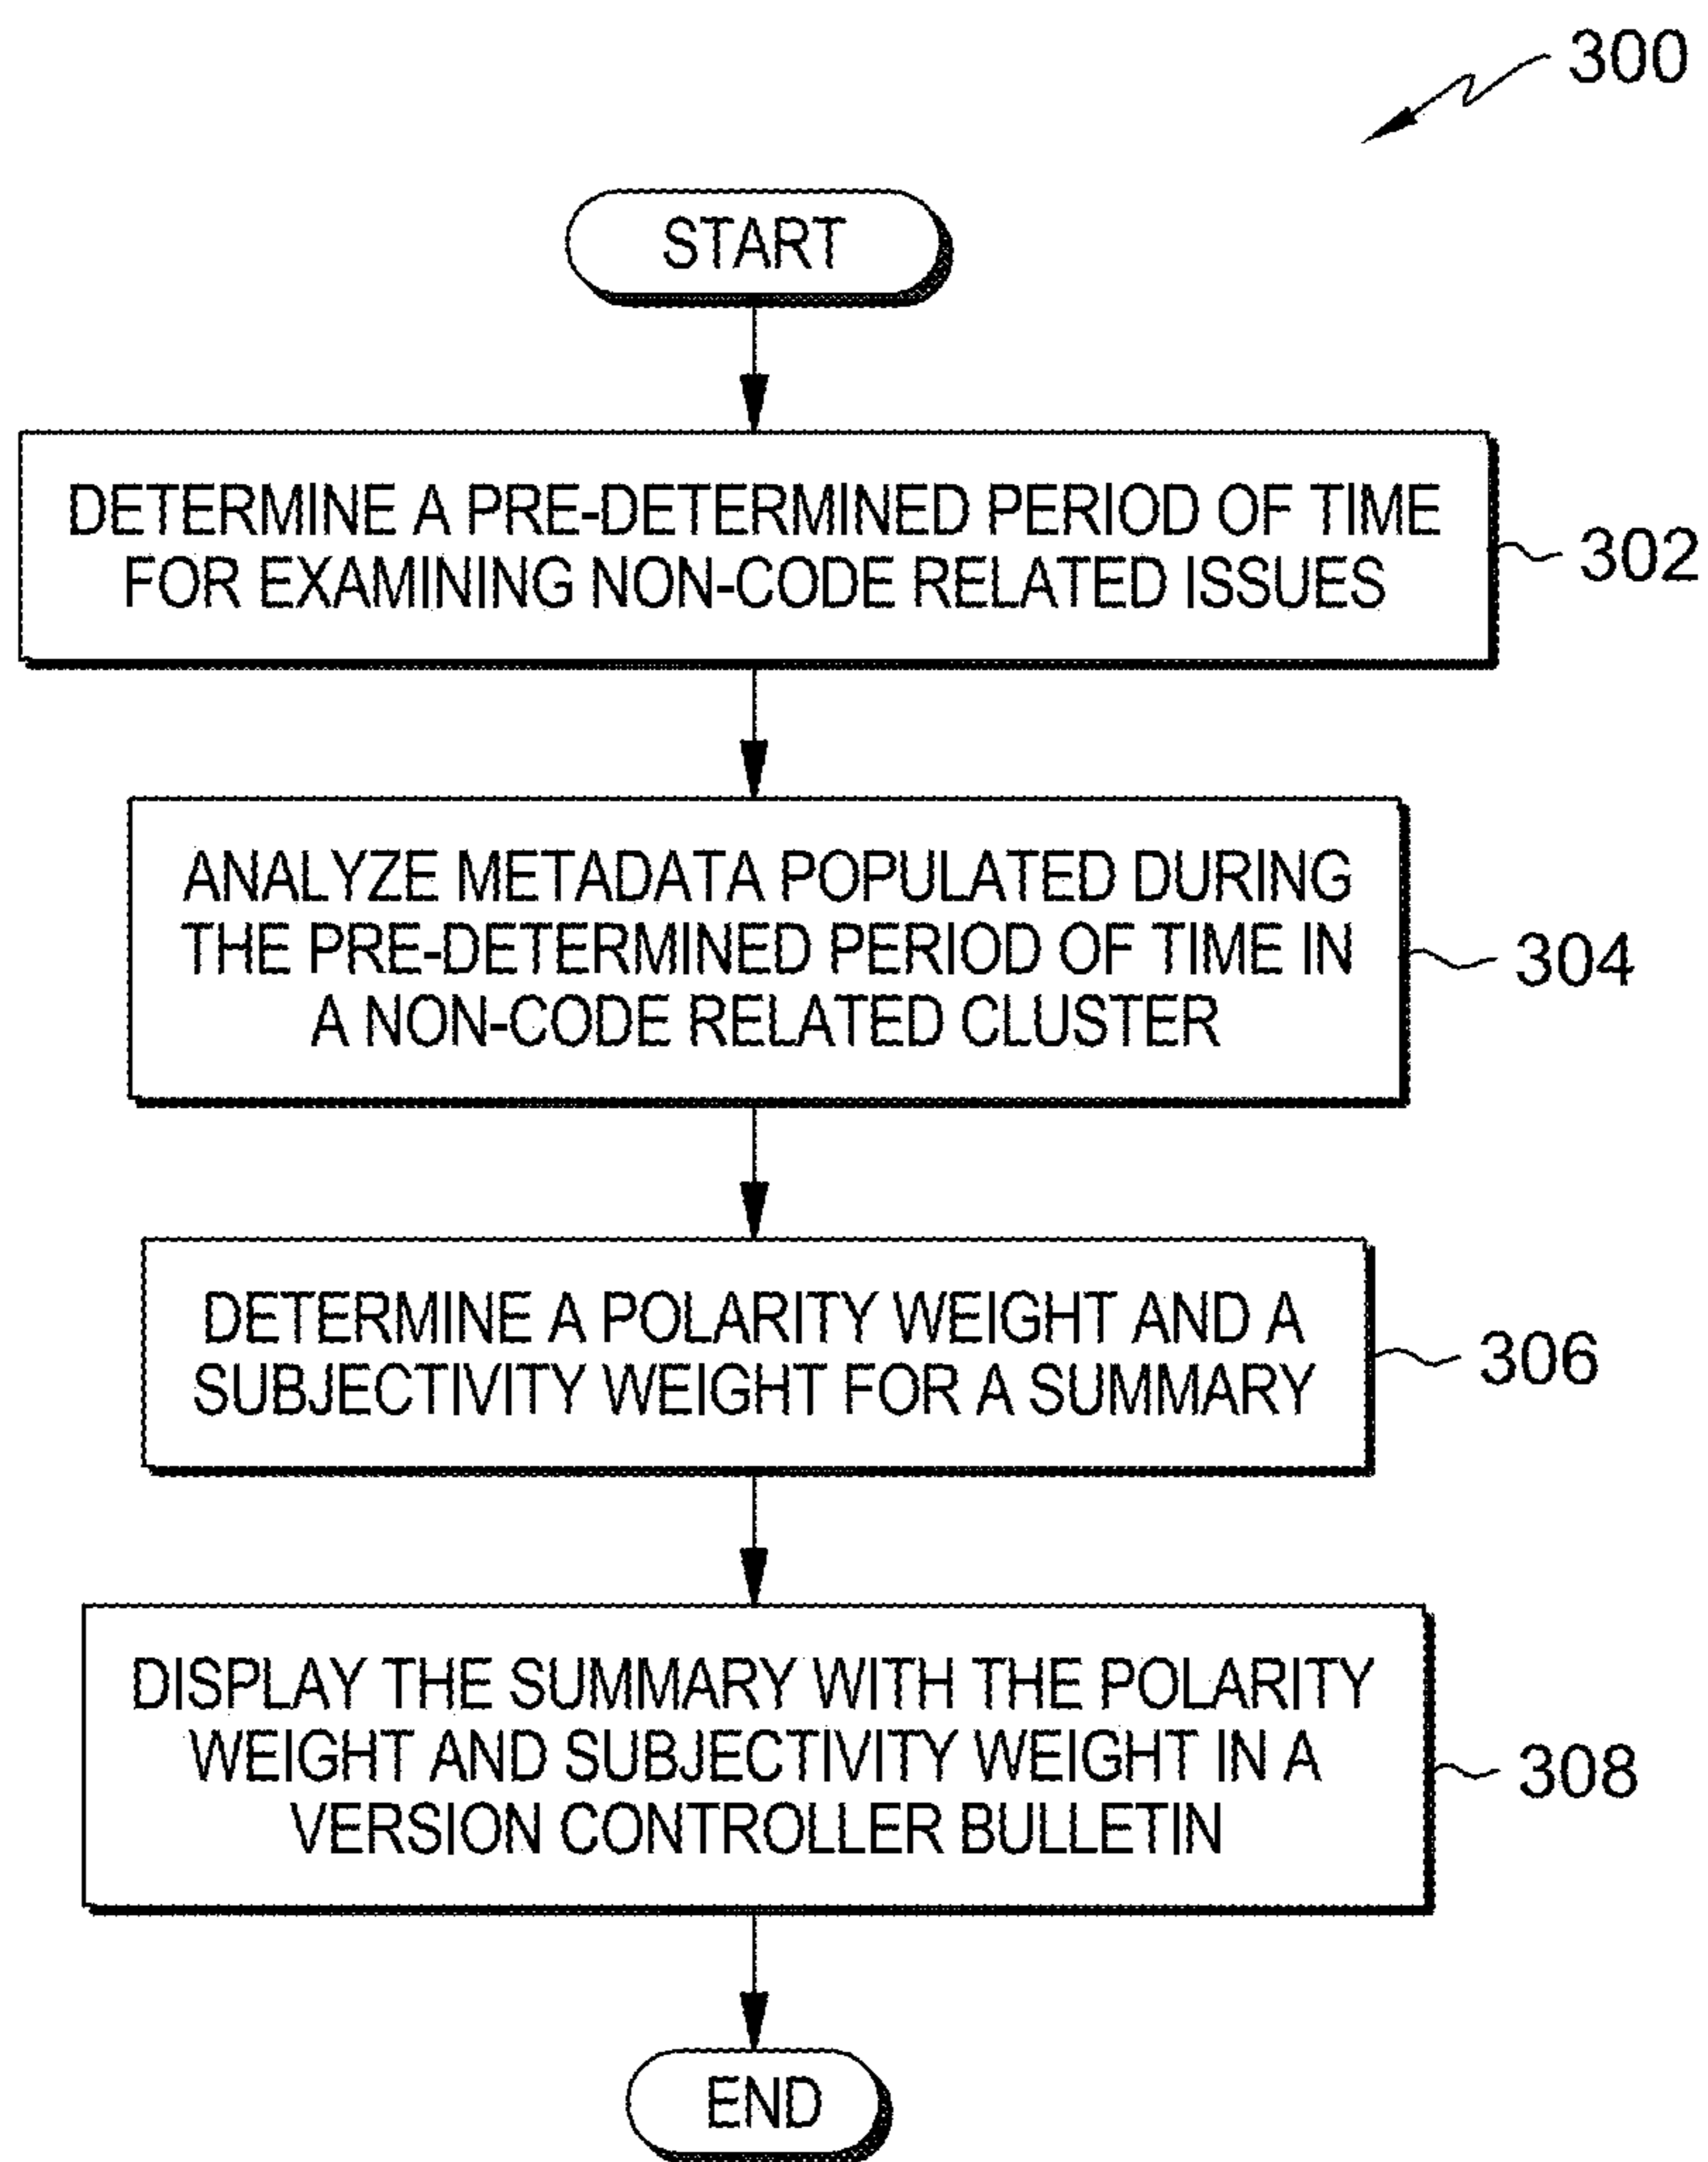 300
START
DETERMINE A PRE-DETERMINED PERIOD OF TIME
FOR EXAMINING NON-CODE RELATED ISSUES
302
ANALYZE METADATA POPULATED DURING
THE PRE-DETERMINED PERIOD OF TIME IN
A NON-CODE RELATED CLUSTER
304
DETERMINE A POLARITY WEIGHT AND A
SUBJECTIVITY WEIGHT FOR A SUMMARY
306
DISPLAY THE SUMMARY WITH THE POLARITY
WEIGHT AND SUBJECTIVITY WEIGHT IN A
VERSION CONTROLLER BULLETIN
308
END